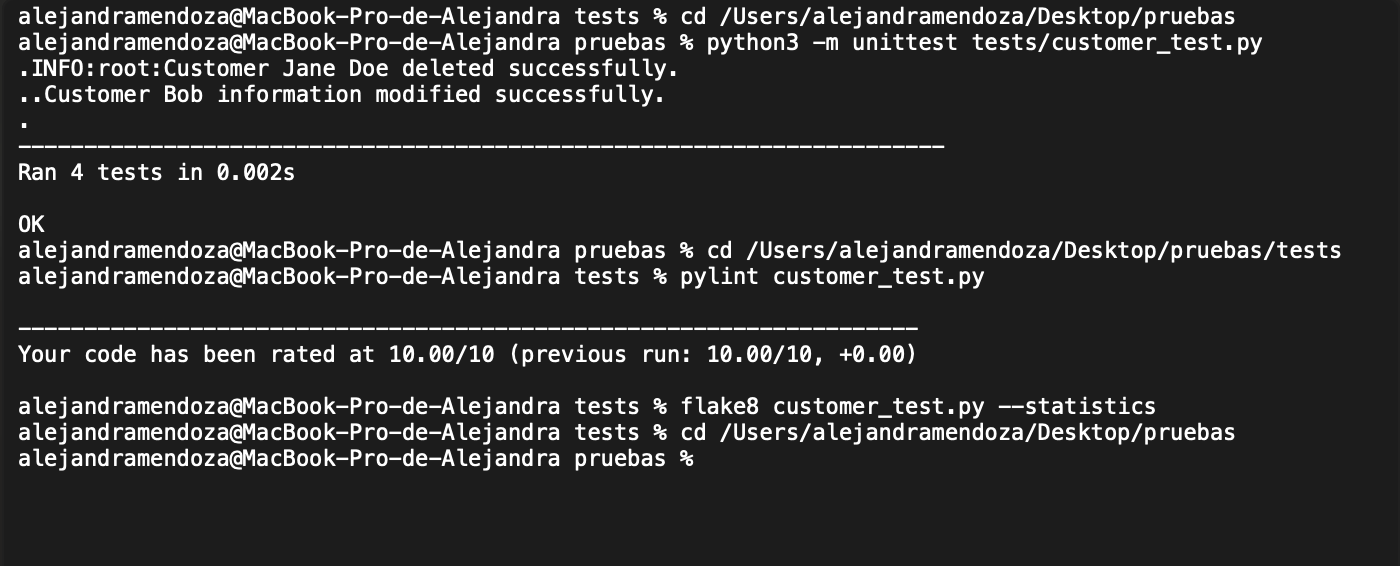 alejandramendoza@MacBook-Pro-de-Alejandra tests % cd /Users/alejandramendoza/Desktop/pruebas
alejandramendoza@MacBook-Pro-de-Alejandra pruebas % python3 -m unittest tests/customer_test.py
.INFO:root:Customer Jane Doe deleted successfully.
..Customer Bob information modified successfully.
.
----------------------------------------------------------------------
Ran 4 tests in 0.002s

OK
alejandramendoza@MacBook-Pro-de-Alejandra pruebas % cd /Users/alejandramendoza/Desktop/pruebas/tests
alejandramendoza@MacBook-Pro-de-Alejandra tests % pylint customer_test.py

--------------------------------------------------------------------
Your code has been rated at 10.00/10 (previous run: 10.00/10, +0.00)

alejandramendoza@MacBook-Pro-de-Alejandra tests % flake8 customer_test.py --statistics
alejandramendoza@MacBook-Pro-de-Alejandra tests % cd /Users/alejandramendoza/Desktop/pruebas
alejandramendoza@MacBook-Pro-de-Alejandra pruebas %